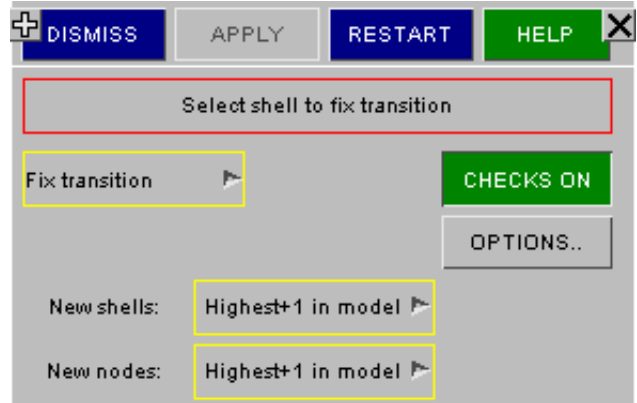 DISMISS APPLY RESTART HELP
Select shell to fix transition
Fix transition CHECKS ON
OPTIONS..
New shells: Highest+1 in model
New nodes: Highest+1 in model